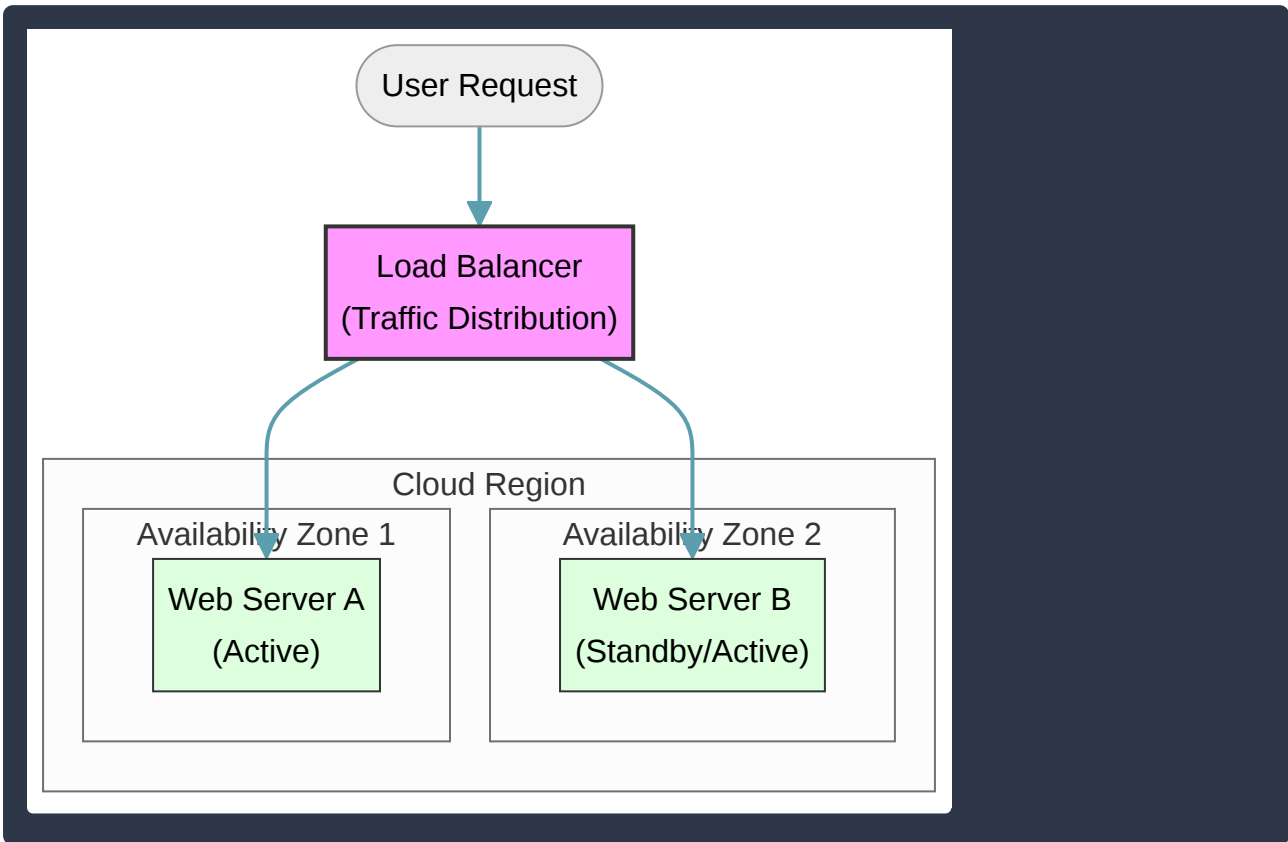 User Request
Load Balancer
(Traffic Distribution)
Cloud Region
Availability Zone 1
Availability Zone 2
Web Server A
(Active)
Web Server B
(Standby/Active)